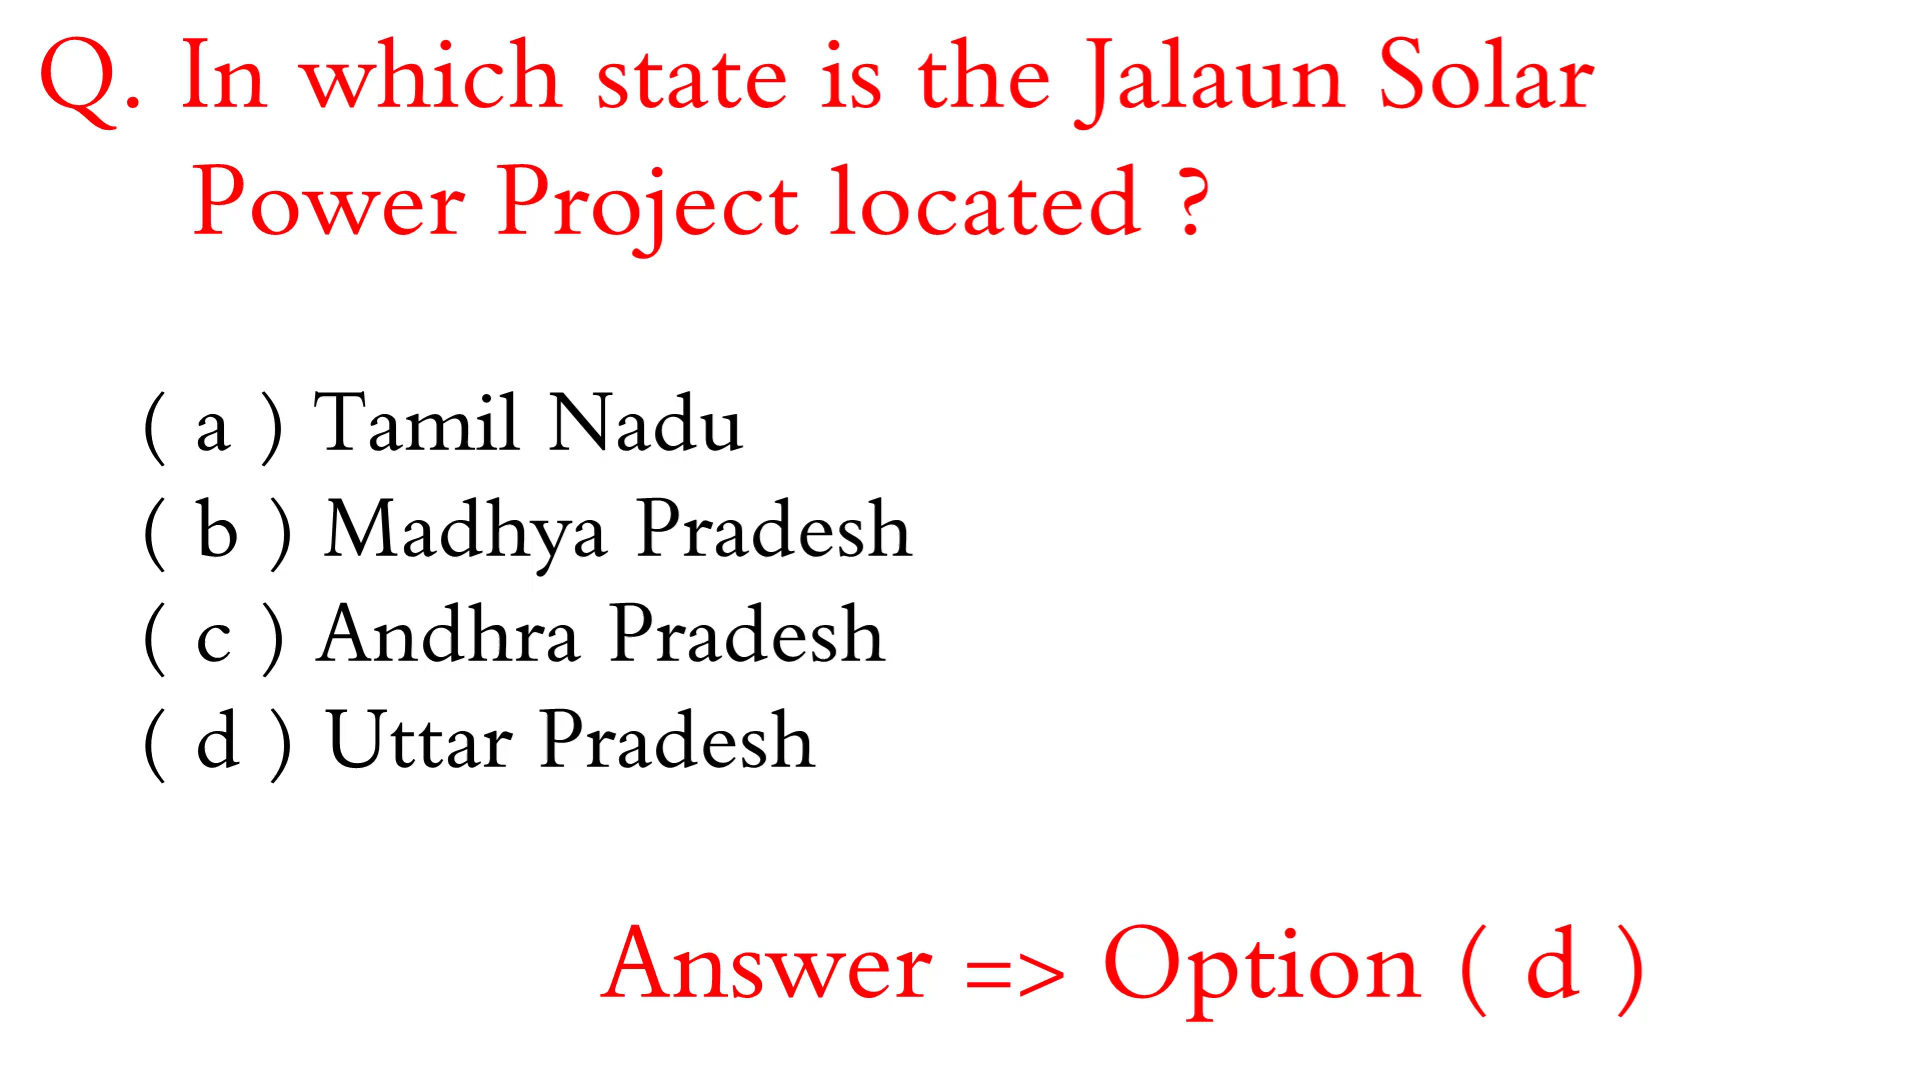 Q. In which state is the Jalaun Solar
Power Project located ?
( a ) Tamil Nadu
( b ) Madhya Pradesh
( c ) Andhra Pradesh
( d ) Uttar Pradesh
Answer => Option ( d )